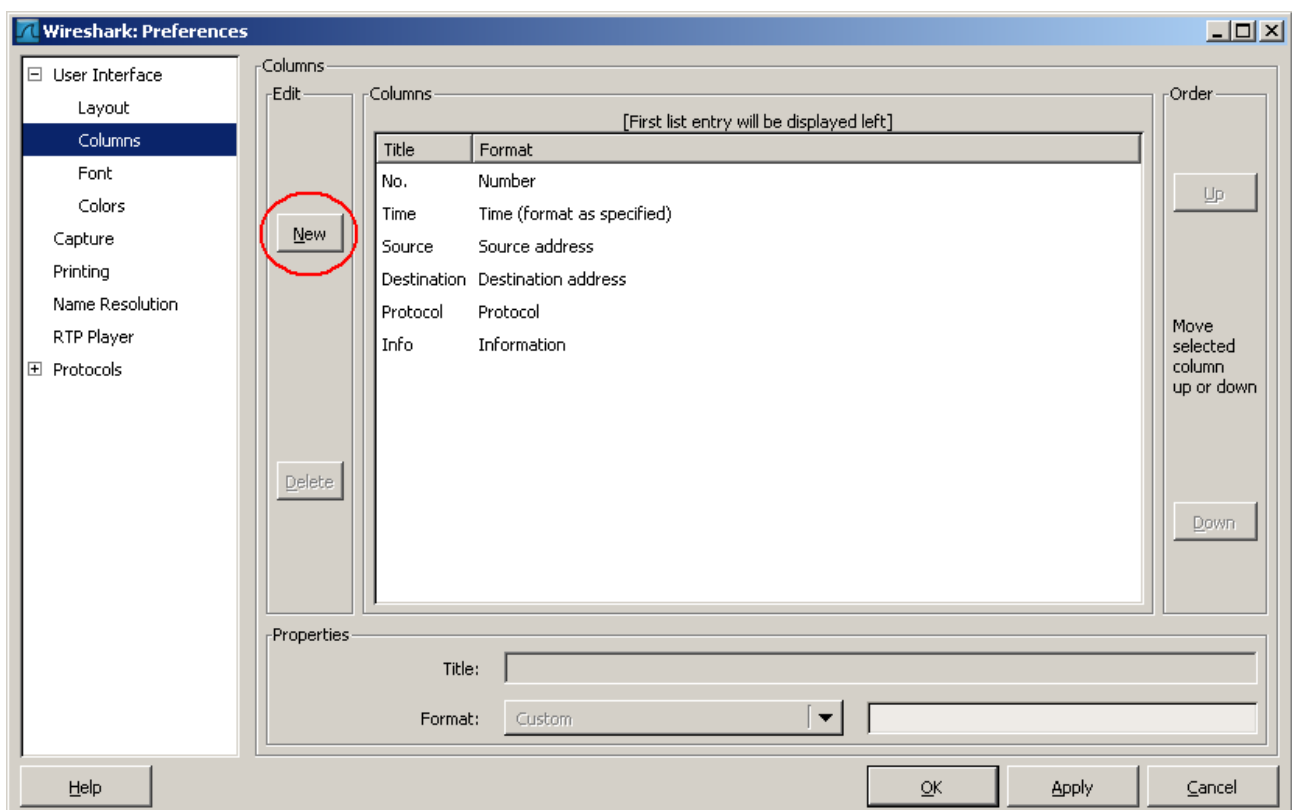 Wireshark: Preferences
User Interface
Layout
Columns
Font
Colors
Capture
Printing
Name Resolution
RTP Player
Protocols
Columns
Edit
New
Delete
Columns
[First list entry will be displayed left]
Title Format
No. Number
Time Time (format as specified)
Source Source address
Destination Destination address
Protocol Protocol
Info Information
Order
Up
Move
selected
column
up or down
Down
Properties
Title:
Format: Custom
Help
OK
Apply
Cancel